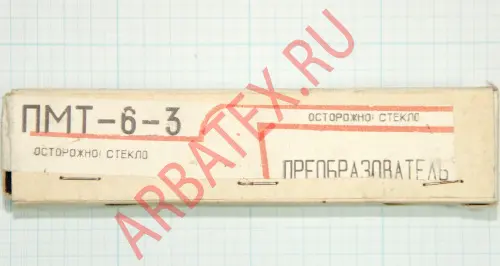 ПМТ-6-3
ОСТОРОЖНО: СТЕКЛО
ОСТОРОЖНО: СТЕКЛО
ПРЕОБРАЗОВАТЕЛЬ
ARBATEX.RU